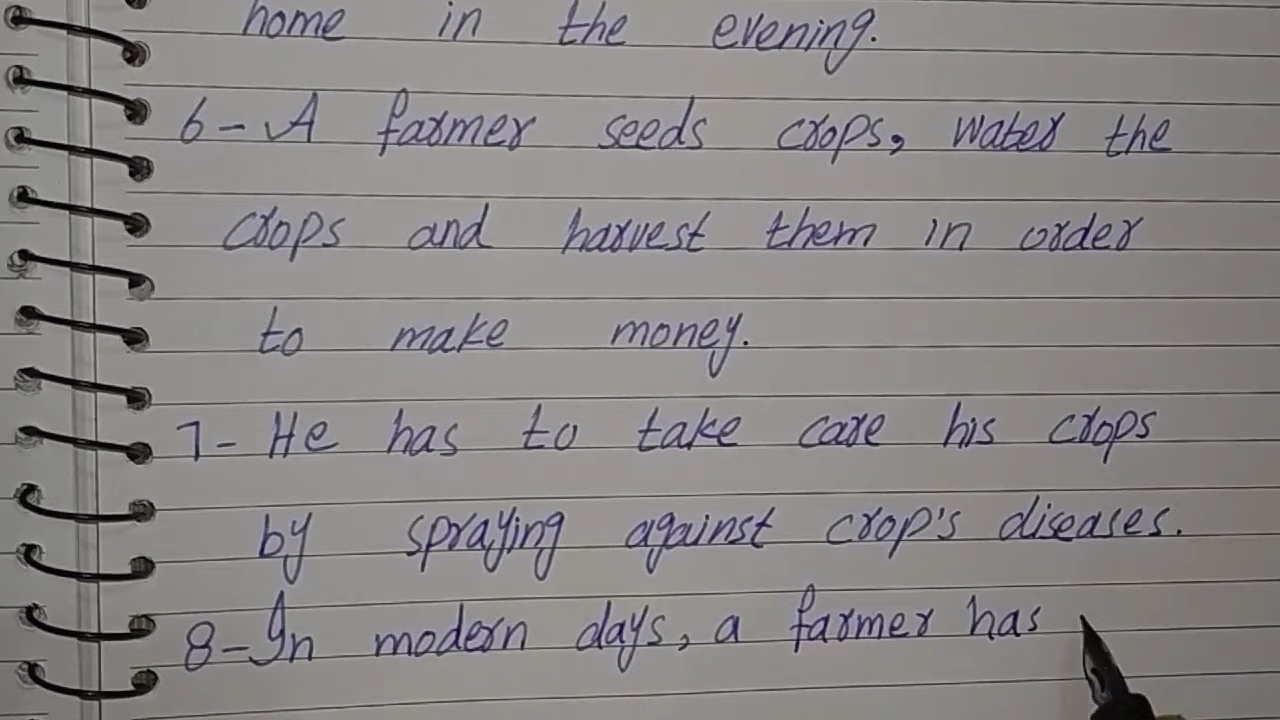 home in the evening.
6- A farmer seeds crops, water the
crops and harvest them in order
to make money.
7- He has to take care his crops
by spraying against crop's diseases.
8- In modern days, a farmer has